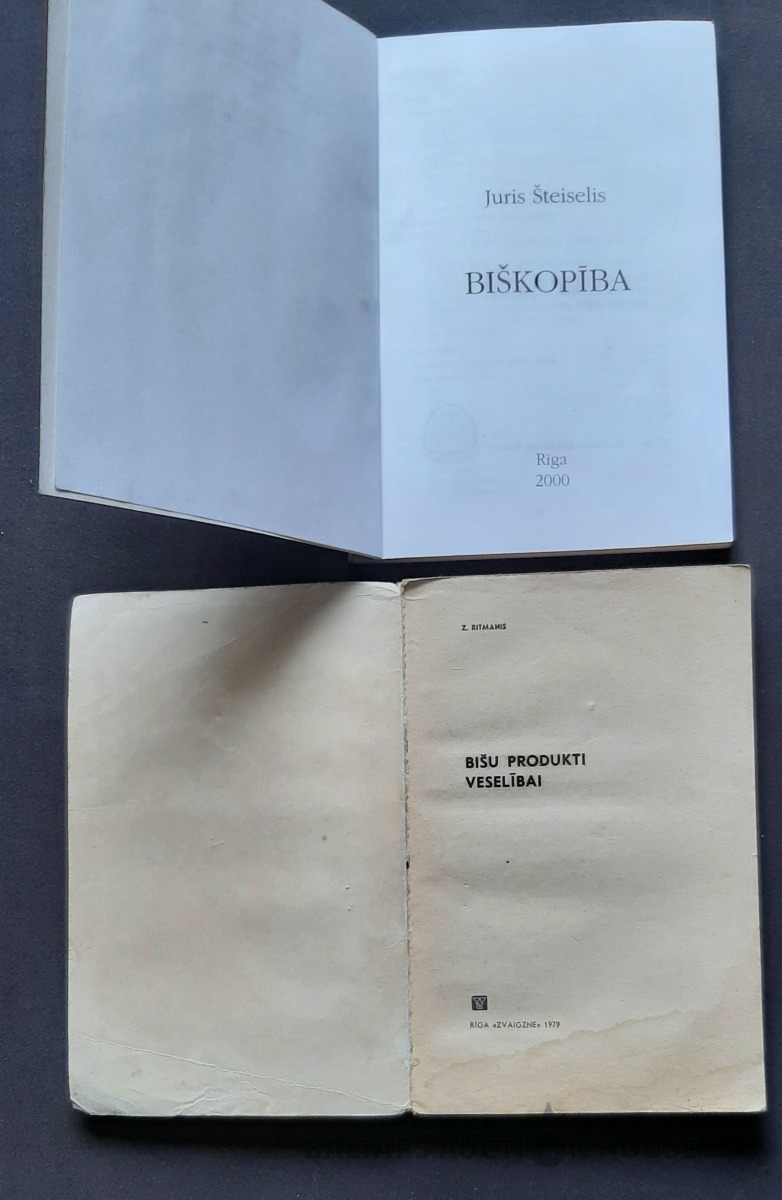 Juris Šteiselis
BIŠKOPĪBA
Rīga
2000
Z. RITMANIS
BIŠU PRODUKTI
VESELĪBAI
RĪGA «ZVAIGZNE» 1979